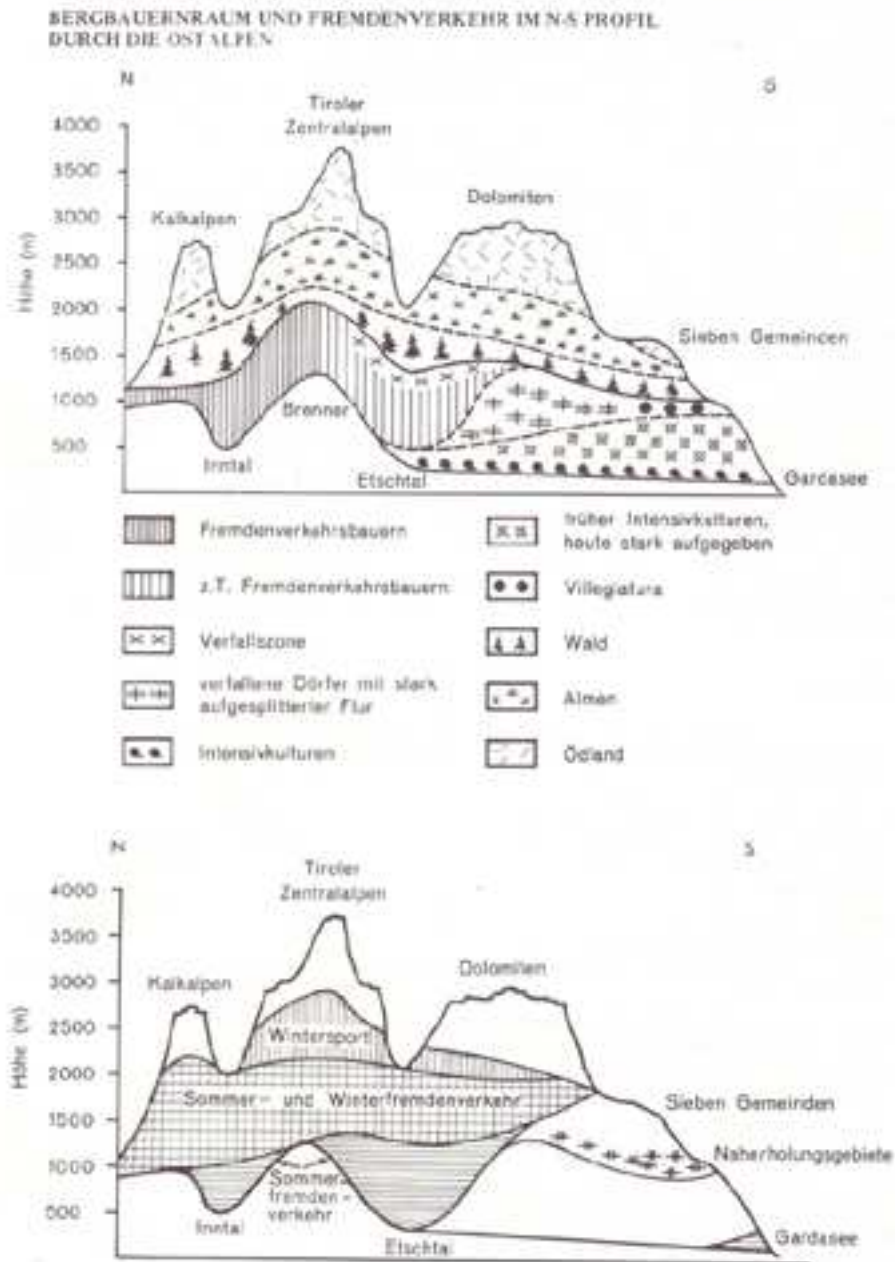 BERGBAUERNRAUM UND FREMDENVERKEHR IM N-S PROFIL
DURCH DIE OSTALPEN
N
S
Tiroler
Zentralalpen
4000
3500
3000
2500
2000
1500
1000
500
Höhe (m)
Kalkalpen
Dolomiten
Sieben Gemeinden
Brenner
Inntal
Etschtal
Gardasee
Fremdenverkehrsbauern
z.T. Fremdenverkehrsbauern
Verfallszone
verfallene Dörfer mit stark
aufgesplitterter Flur
Intensivkulturen
früher Intensivkulturen,
heute stark aufgegeben
Villegiatura
Wald
Almen
Ödland
N
S
Tiroler
Zentralalpen
4000
3500
3000
2500
2000
1500
1000
500
Höhe (m)
Kalkalpen
Dolomiten
Wintersport
Sommer- und Winterfremdenverkehr
Sieben Gemeinden
Naherholungsgebiete
Sommer-
fremden-
verkehr
Inntal
Etschtal
Gardasee